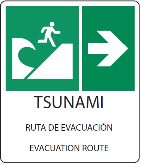 TSUNAMI
RUTA DE EVACUACIÓN
EVACUATION ROUTE